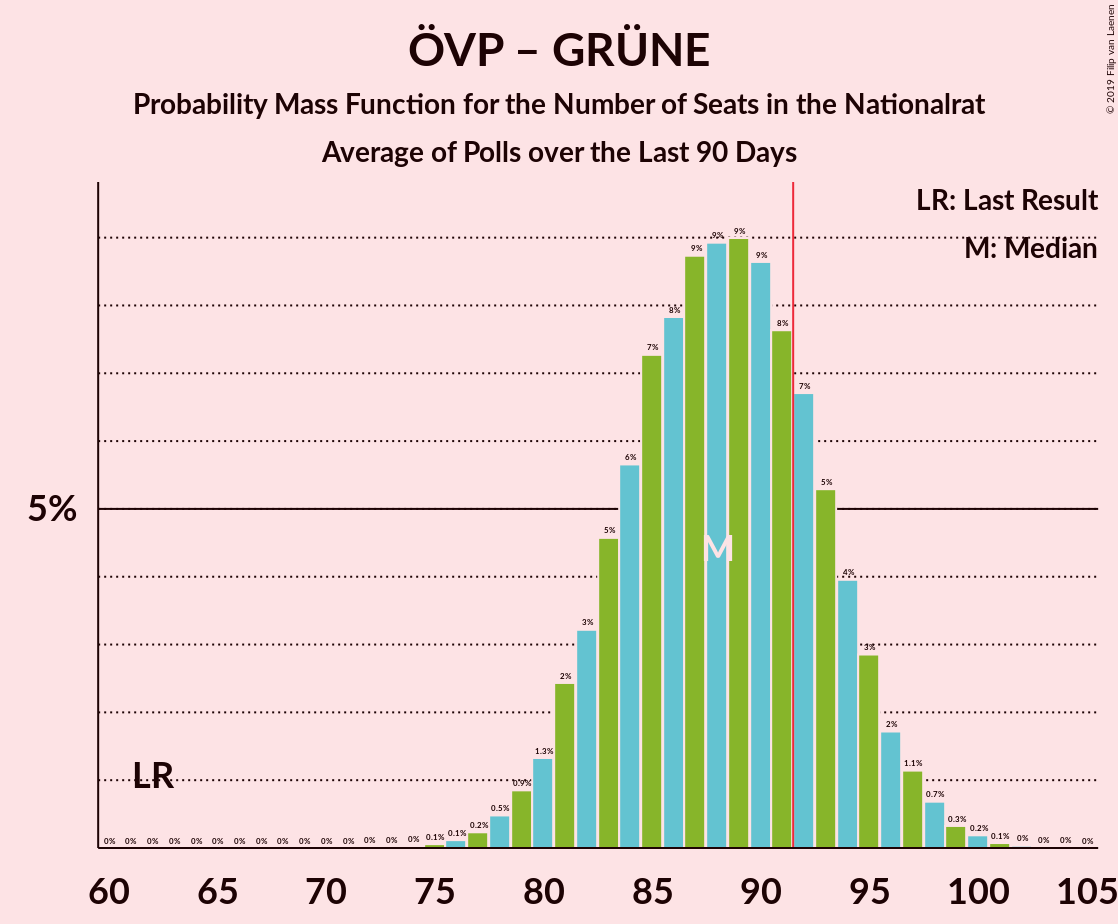 ÖVP – GRÜNE
Probability Mass Function for the Number of Seats in the Nationalrat
Average of Polls over the Last 90 Days
© 2019 Filip van Laenen
LR: Last Result
M: Median
5%
0% 0% 0% 0% 0% 0% 0% 0% 0% 0% 0% 0% 0% 0% 0% 0.1% 0.1% 0.2% 0.5% 0.9% 1.3% 2% 3% 5% 6% 7% 8% 9% 9% 9% 9% 8% 7% 5% 4% 3% 2% 1.1% 0.7% 0.3% 0.2% 0.1% 0% 0% 0% 0%
M
LR
60 65 70 75 80 85 90 95 100 105